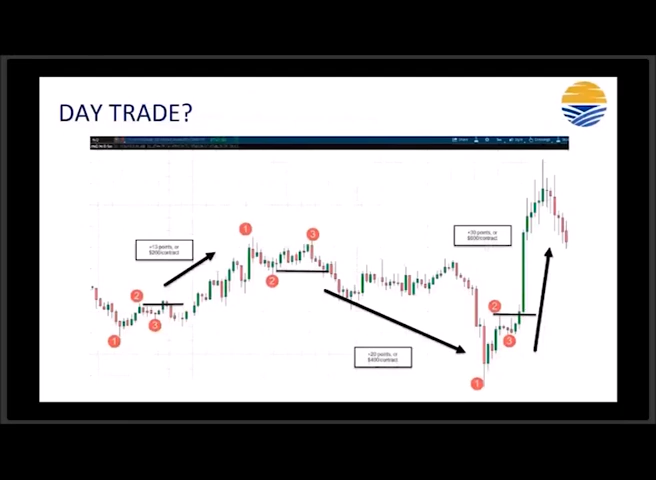 DAY TRADE?
1
3
+13 points, or
$260/contract
+30 points, or
$600/contract
2
2
2
3
3
1
+20 points, or
$400/contract
1